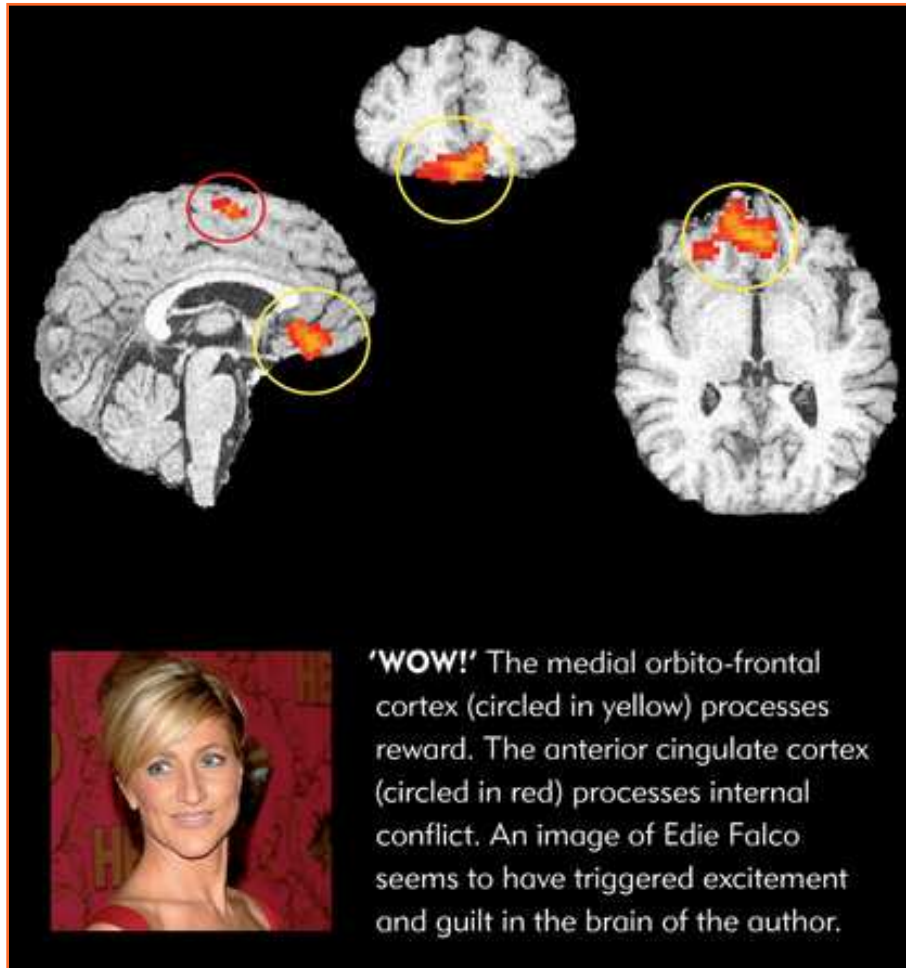 'WOW!' The medial orbito-frontal
cortex (circled in yellow) processes
reward. The anterior cingulate cortex
(circled in red) processes internal
conflict. An image of Edie Falco
seems to have triggered excitement
and guilt in the brain of the author.